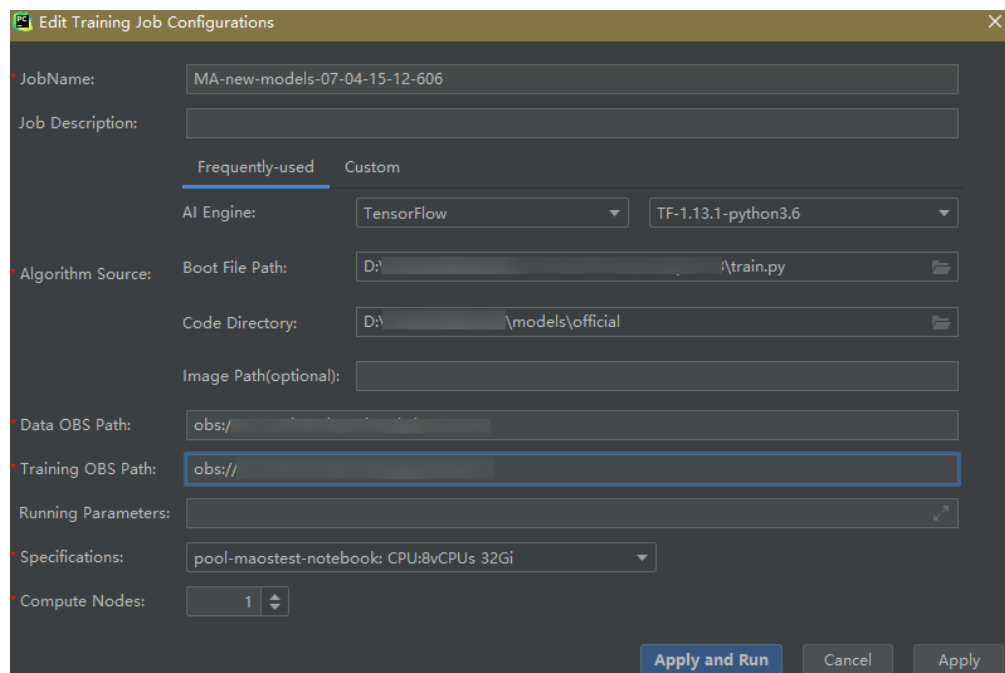 PC Edit Training Job Configurations
* JobName: MA-new-models-07-04-15-12-606
Job Description:
Frequently-used Custom
AI Engine: TensorFlow TF-1.13.1-python3.6
* Algorithm Source:
Boot File Path: D:\ \train.py
Code Directory: D:\ \models\official
Image Path(optional):
* Data OBS Path: obs:/
* Training OBS Path: obs://
Running Parameters:
* Specifications: pool-maostest-notebook: CPU:8vCPUs 32Gi
* Compute Nodes: 1
Apply and Run Cancel Apply